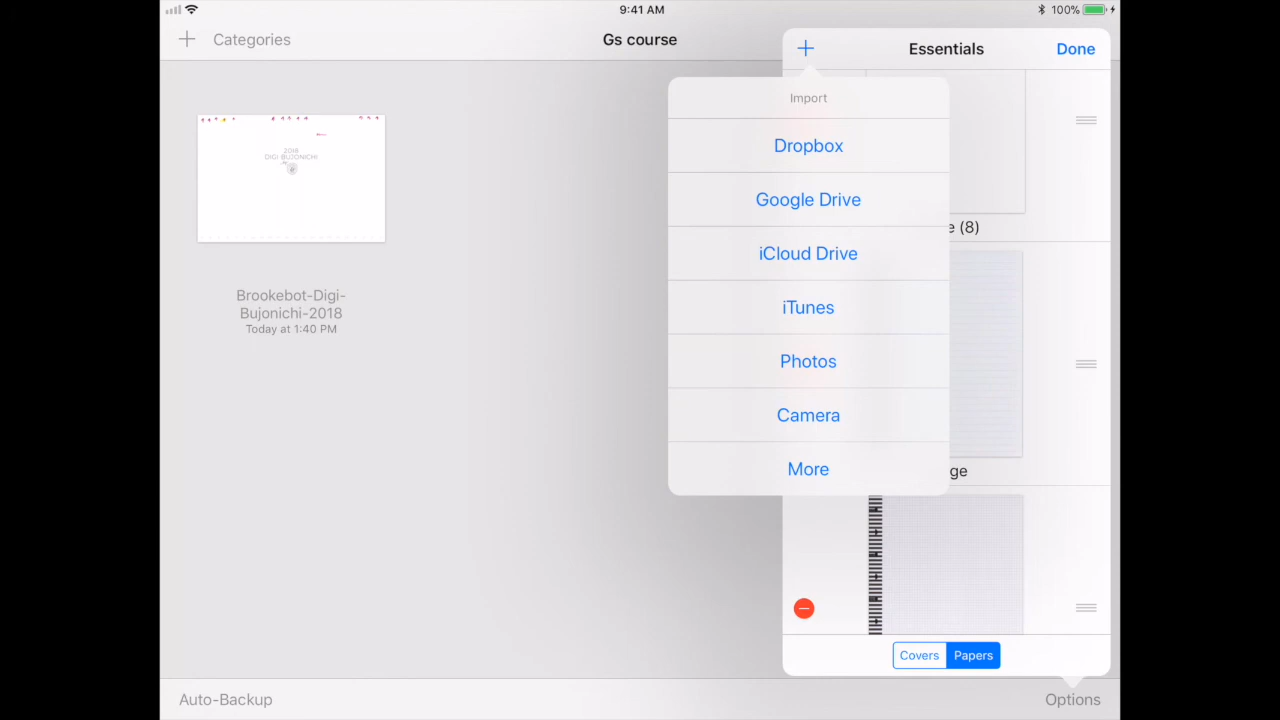 9:41 AM
100%
Categories
Gs course
Essentials
Done
Import
Dropbox
Google Drive
iCloud Drive
iTunes
Photos
Camera
More
e (8)
ge
2018
DIGI BUJONICHI
Brookebot-Digi-
Bujonichi-2018
Today at 1:40 PM
Covers
Papers
Auto-Backup
Options